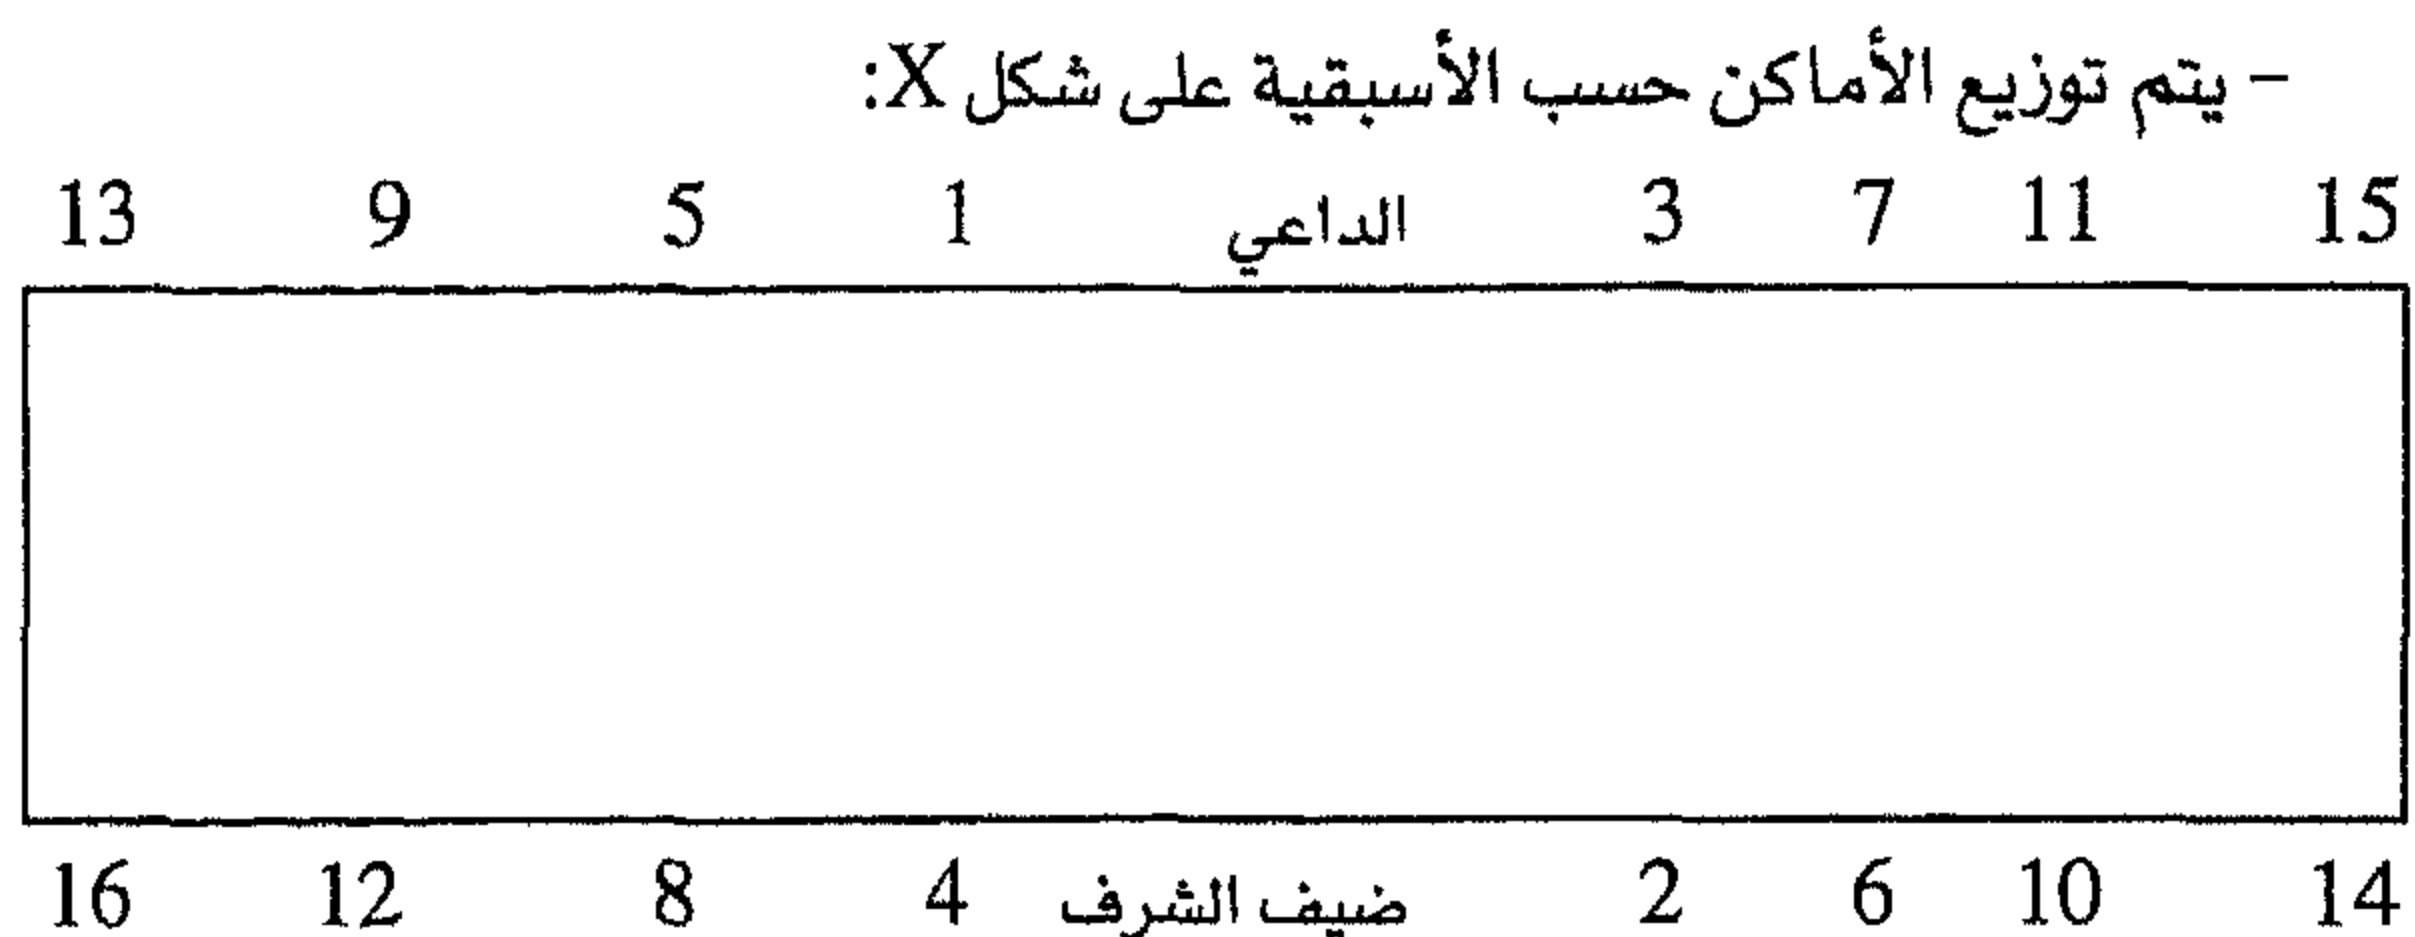 - يتم توزيع الأماكن حسب الأسبقية على شكل X:
13 9 5 1 الداعي 3 7 11 15
16 12 8 4 ضيف الشرف 2 6 10 14